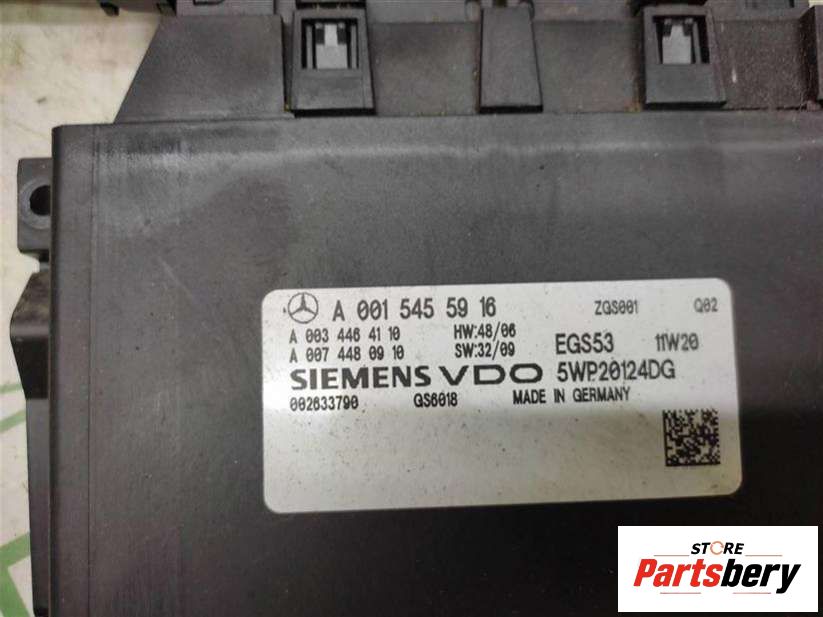 A 001 545 59 16 ZGS001 Q02
A 003 446 41 10 HW:48/06
A 007 448 09 10 SW:32/09 EGS53 11W20
SIEMENS VDO 5WP20124DG
002633790 QS6018 MADE IN GERMANY
STORE
Partsbery